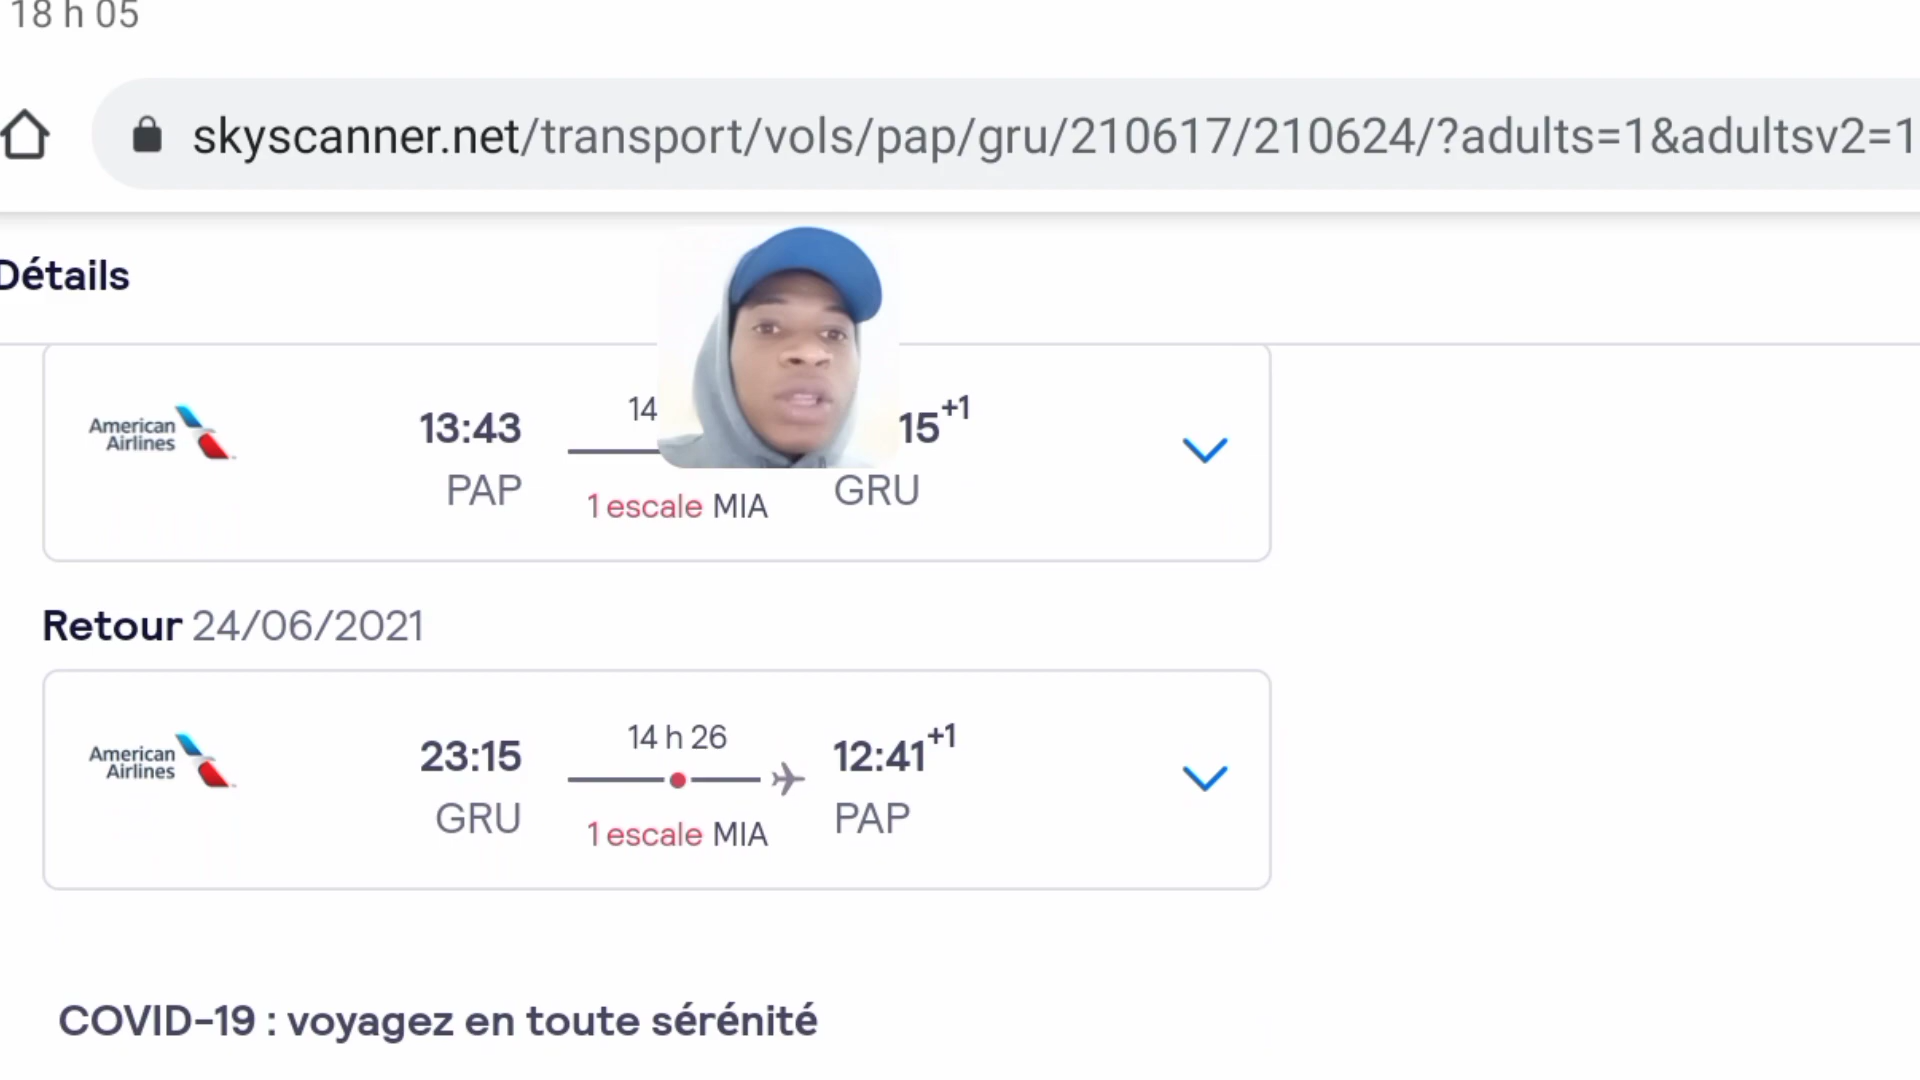 18 h 05
skyscanner.net/transport/vols/pap/gru/210617/210624/?adults=1&adultsv2=1
Détails
American Airlines
13:43
14
15+1
PAP
1 escale MIA
GRU
Retour 24/06/2021
American Airlines
23:15
14 h 26
12:41+1
GRU
1 escale MIA
PAP
COVID-19 : voyagez en toute sérénité